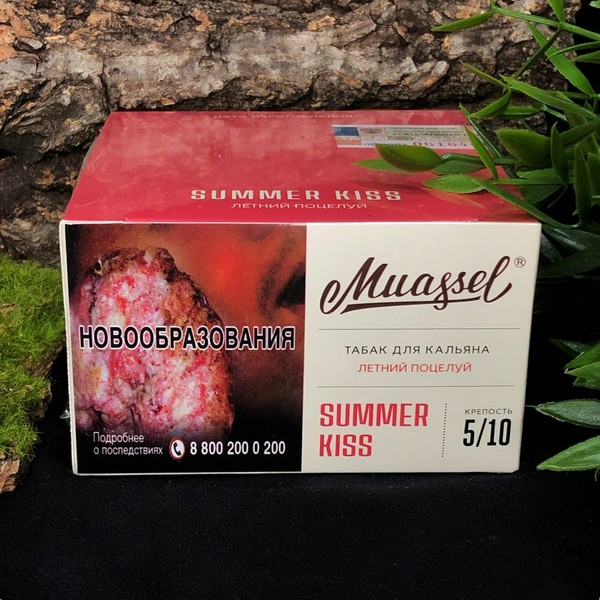 SUMMER KISS
ЛЕТНИЙ ПОЦЕЛУЙ
Muassel®
НОВООБРАЗОВАНИЯ
Подробнее
о последствиях 8 800 200 0 200
ТАБАК ДЛЯ КАЛЬЯНА
ЛЕТНИЙ ПОЦЕЛУЙ
SUMMER
KISS
КРЕПОСТЬ
5/10